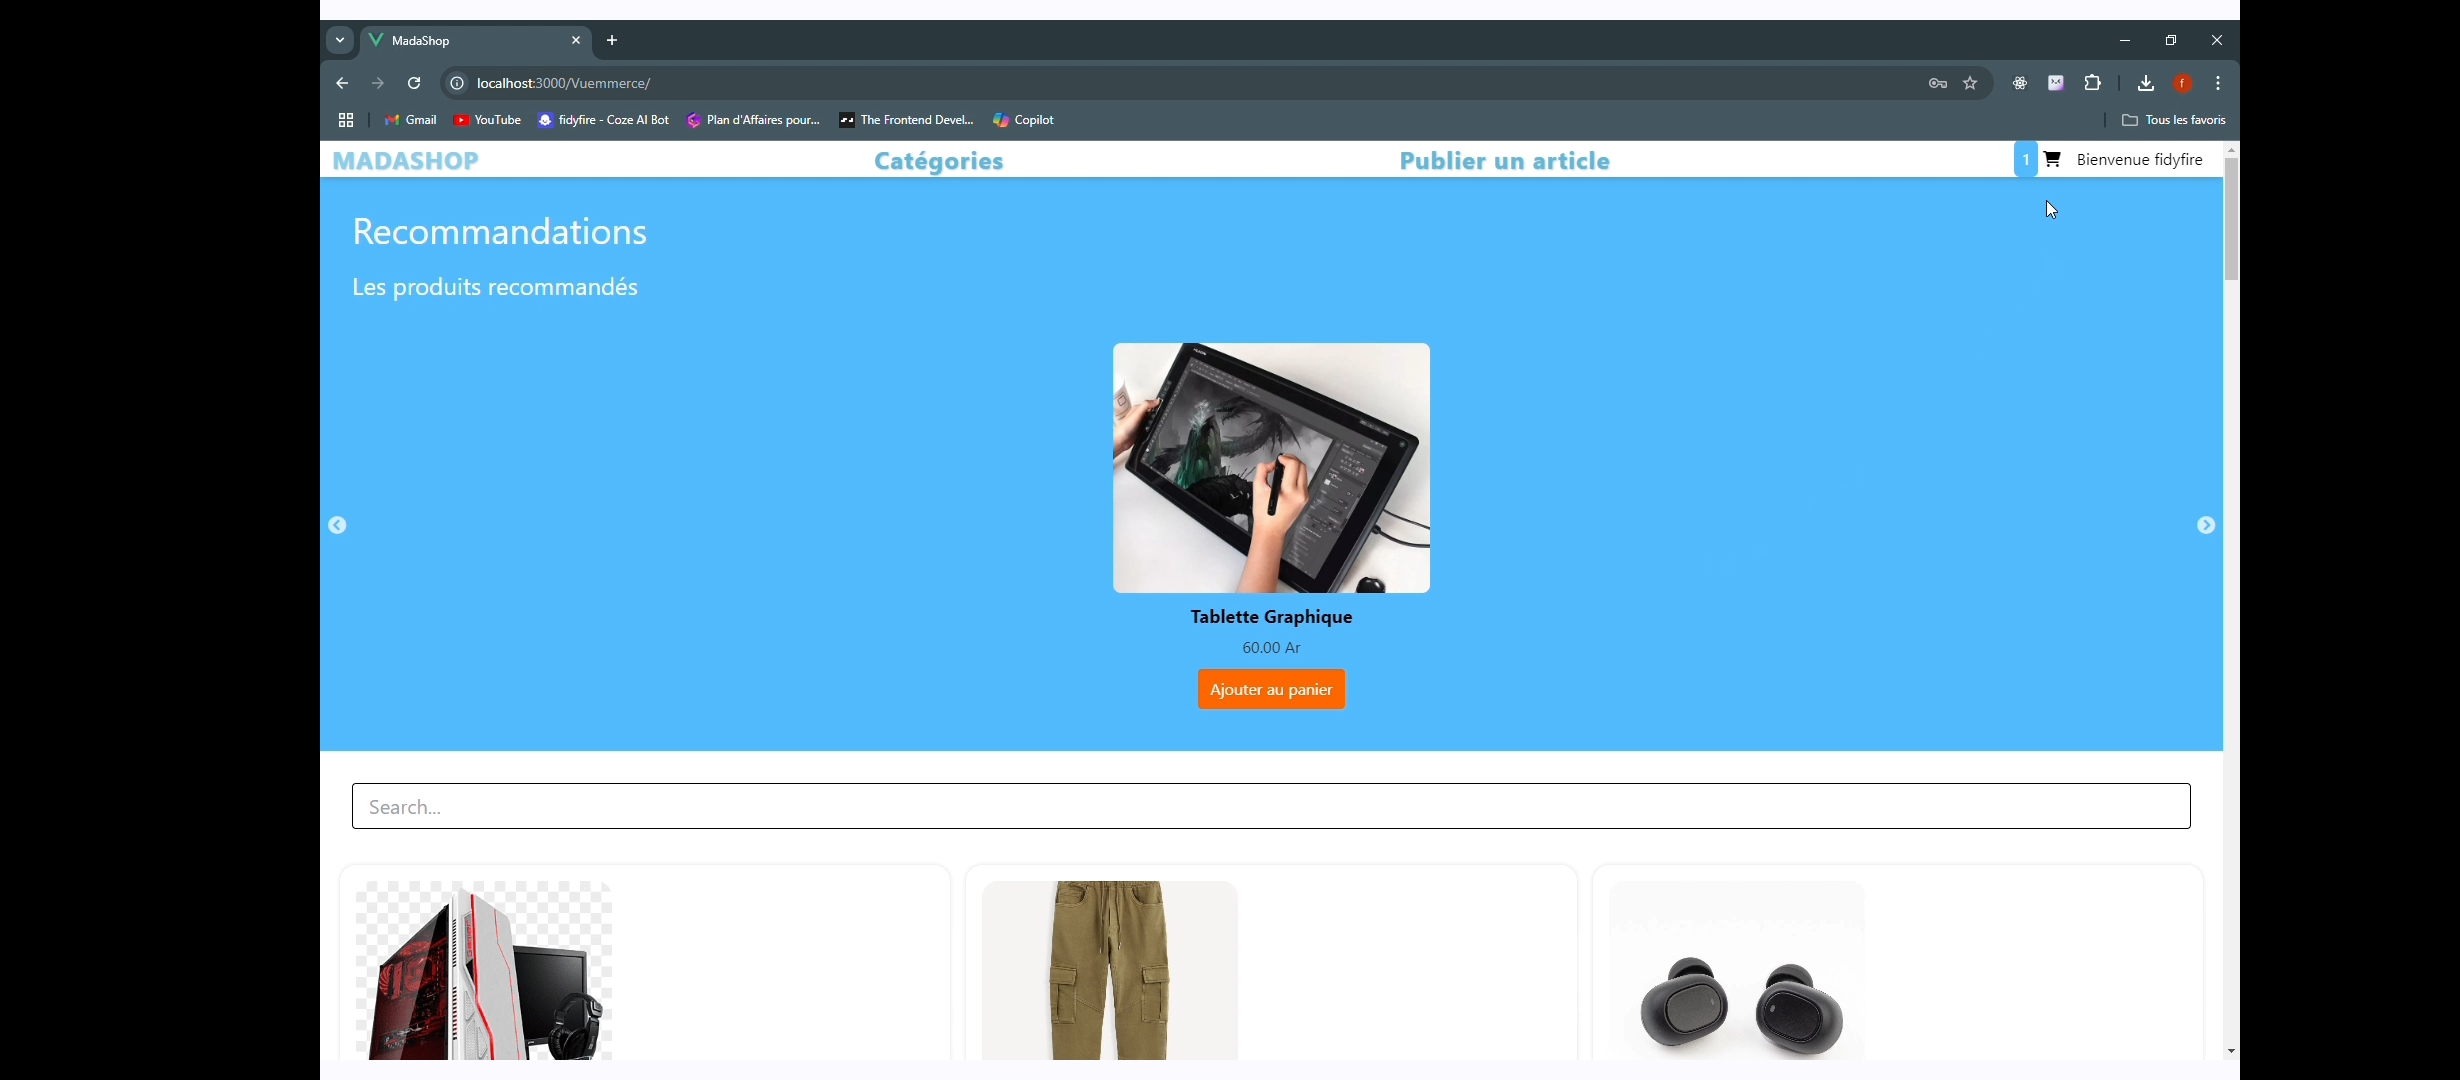 MadaShop
localhost:3000/Vuemmerce/
f
Gmail
YouTube
fidyfire - Coze AI Bot
Plan d'Affaires pour...
The Frontend Devel...
Copilot
Tous les favoris
MADASHOP
Catégories
Publier un article
1
Bienvenue fidyfire
Recommandations
Les produits recommandés
Tablette Graphique
60.00 Ar
Ajouter au panier
Search...